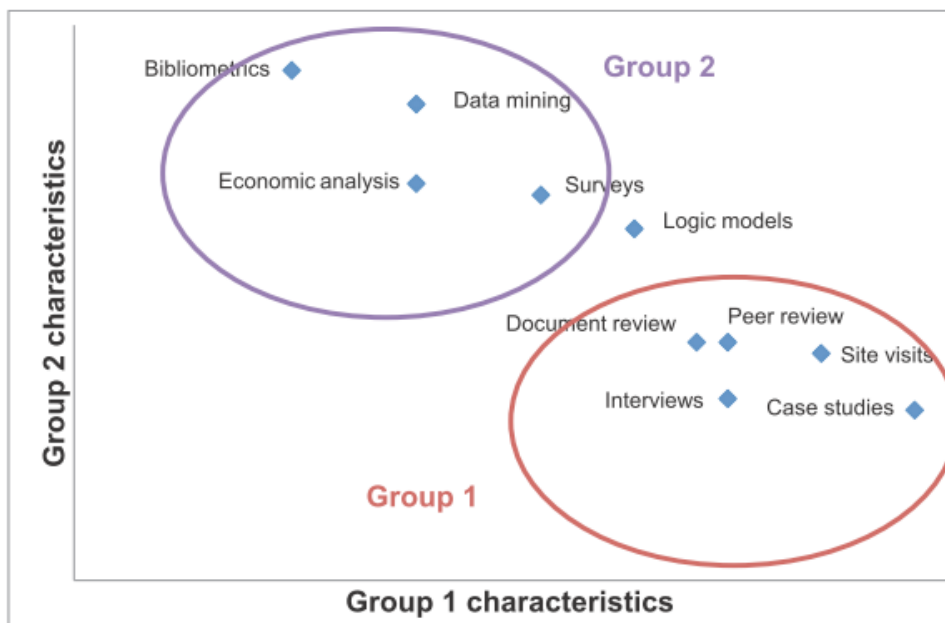 Group 2
Bibliometrics
Data mining
Economic analysis
Surveys
Logic models
Group 2 characteristics
Document review
Peer review
Site visits
Interviews
Case studies
Group 1
Group 1 characteristics